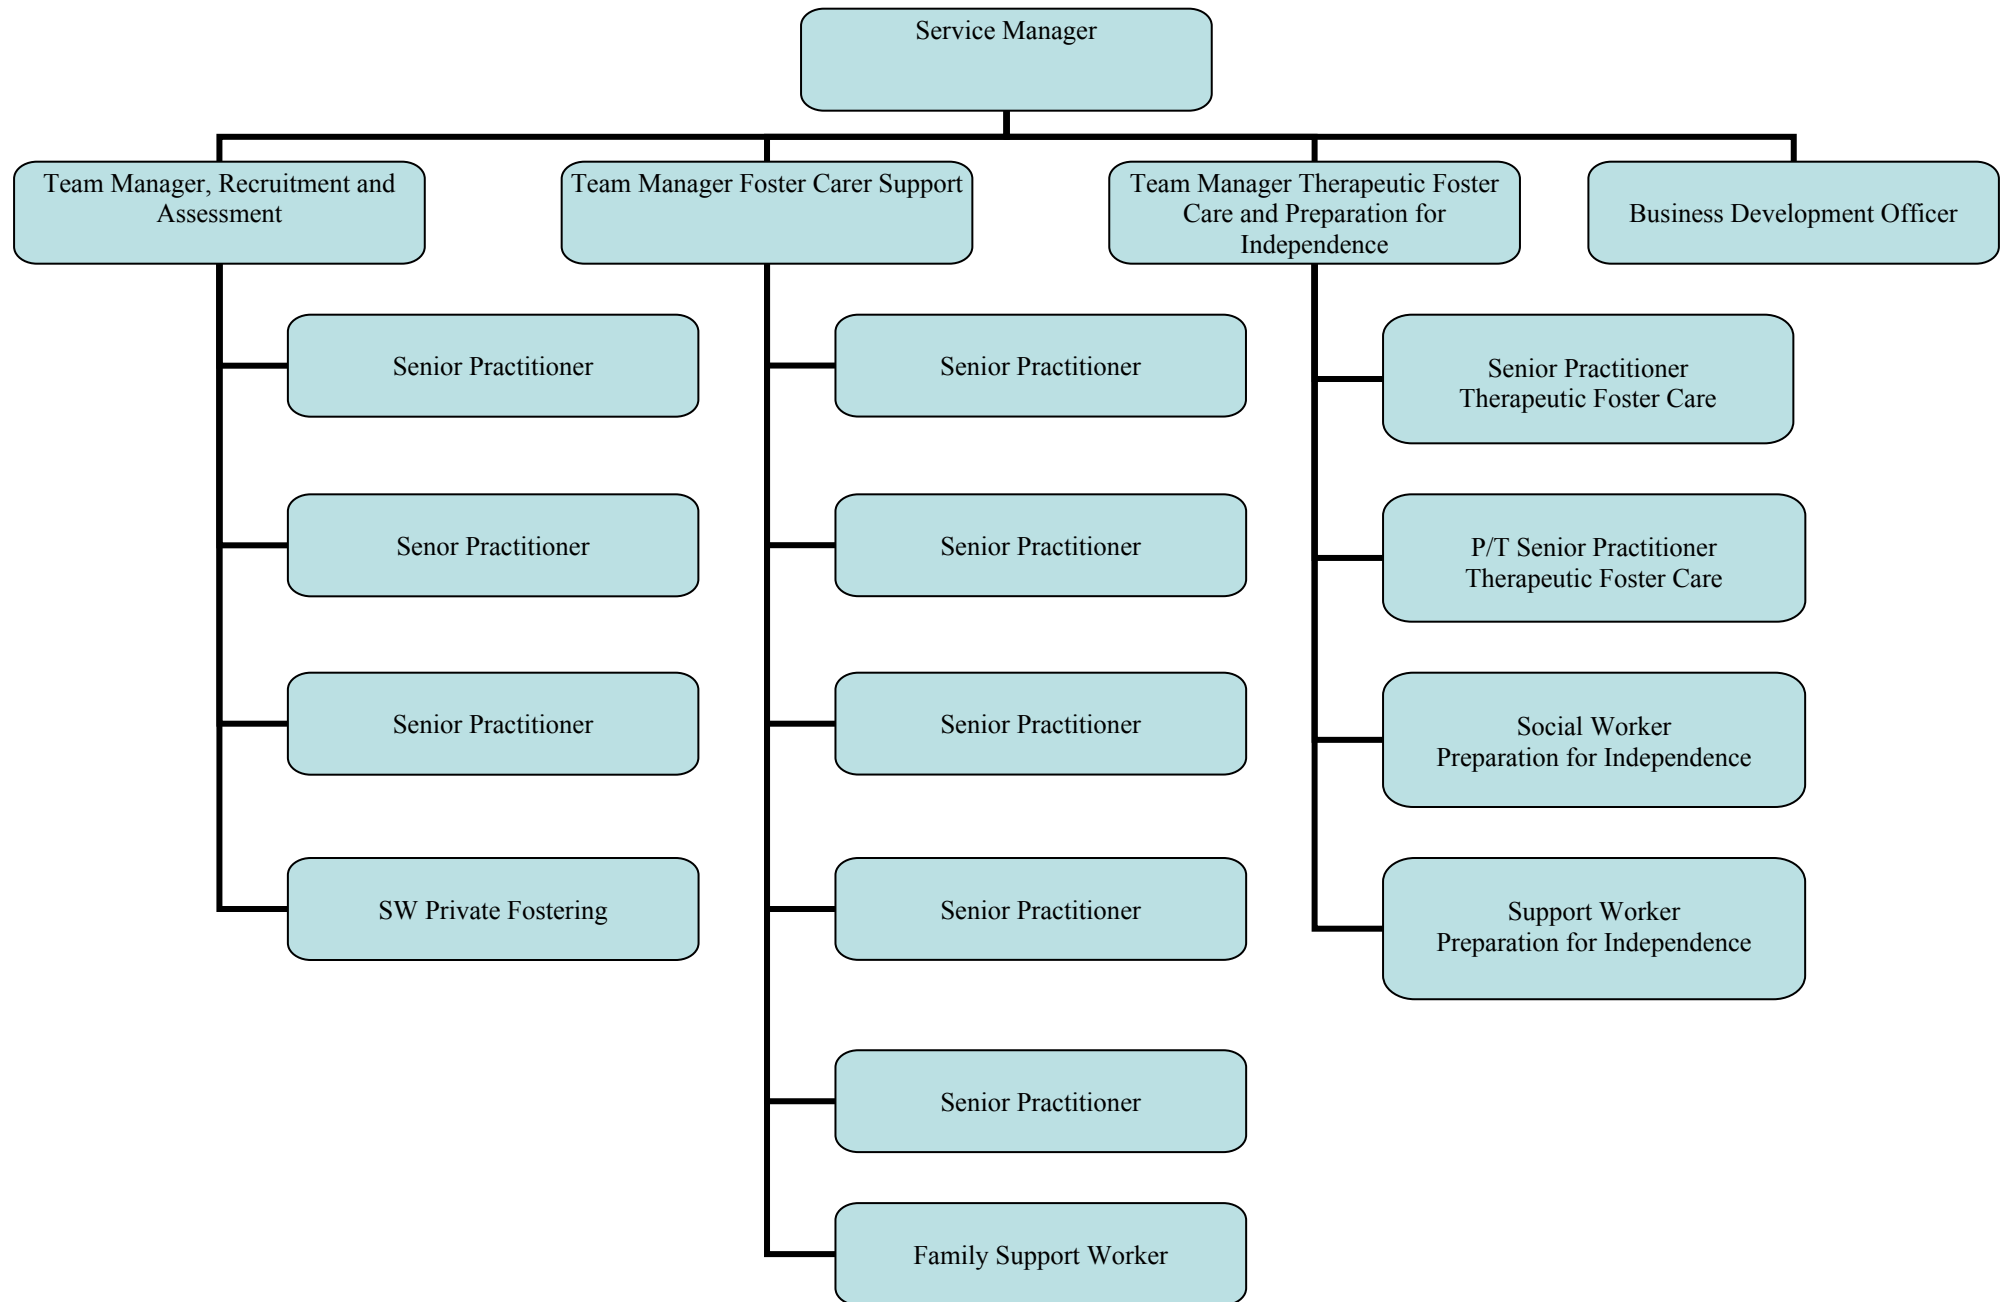 Service Manager
Team Manager, Recruitment and
Assessment
Team Manager Foster Carer Support
Team Manager Therapeutic Foster
Care and Preparation for
Independence
Business Development Officer
Senior Practitioner
Senor Practitioner
Senior Practitioner
SW Private Fostering
Senior Practitioner
Senior Practitioner
Senior Practitioner
Senior Practitioner
Senior Practitioner
Family Support Worker
Senior Practitioner
Therapeutic Foster Care
P/T Senior Practitioner
Therapeutic Foster Care
Social Worker
Preparation for Independence
Support Worker
Preparation for Independence